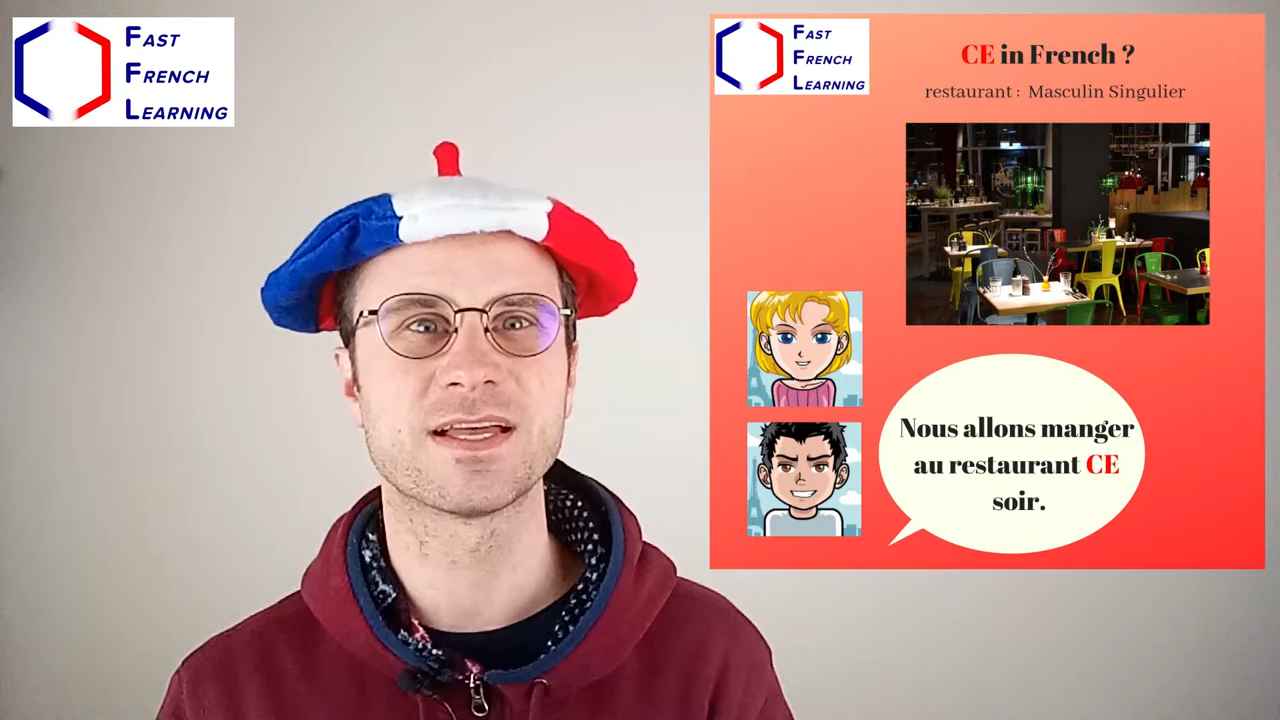 FAST
FRENCH
LEARNING
FAST
FRENCH
LEARNING
CE in French ?
restaurant : Masculin Singulier
Nous allons manger
au restaurant CE
soir.